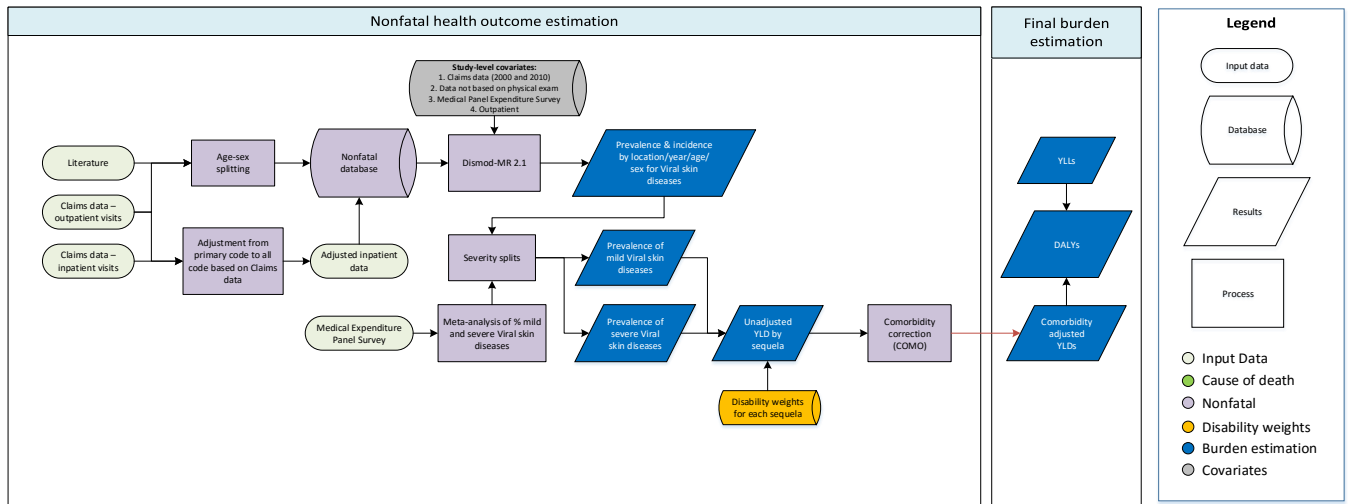 Nonfatal health outcome estimation
Final burden
estimation
Legend
Study-level covariates:
1. Claims data (2000 and 2010)
2. Data not based on physical exam
3. Medical Panel Expenditure Survey
4. Outpatient
Literature
Age-sex
splitting
Nonfatal
database
Dismod-MR 2.1
Prevalence & incidence
by location/year/age/
sex for Viral skin
diseases
Claims data –
outpatient visits
Claims data –
inpatient visits
Adjustment from
primary code to all
code based on Claims
data
Adjusted inpatient
data
Severity splits
Prevalence of
mild Viral skin
diseases
Medical Expenditure
Panel Survey
Meta-analysis of % mild
and severe Viral skin
diseases
Prevalence of
severe Viral skin
diseases
Unadjusted
YLD by
sequela
Comorbidity
correction
(COMO)
Disability weights
for each sequela
YLLs
DALYs
Comorbidity
adjusted
YLDs
Input data
Database
Results
Process
Input Data
Cause of death
Nonfatal
Disability weights
Burden estimation
Covariates